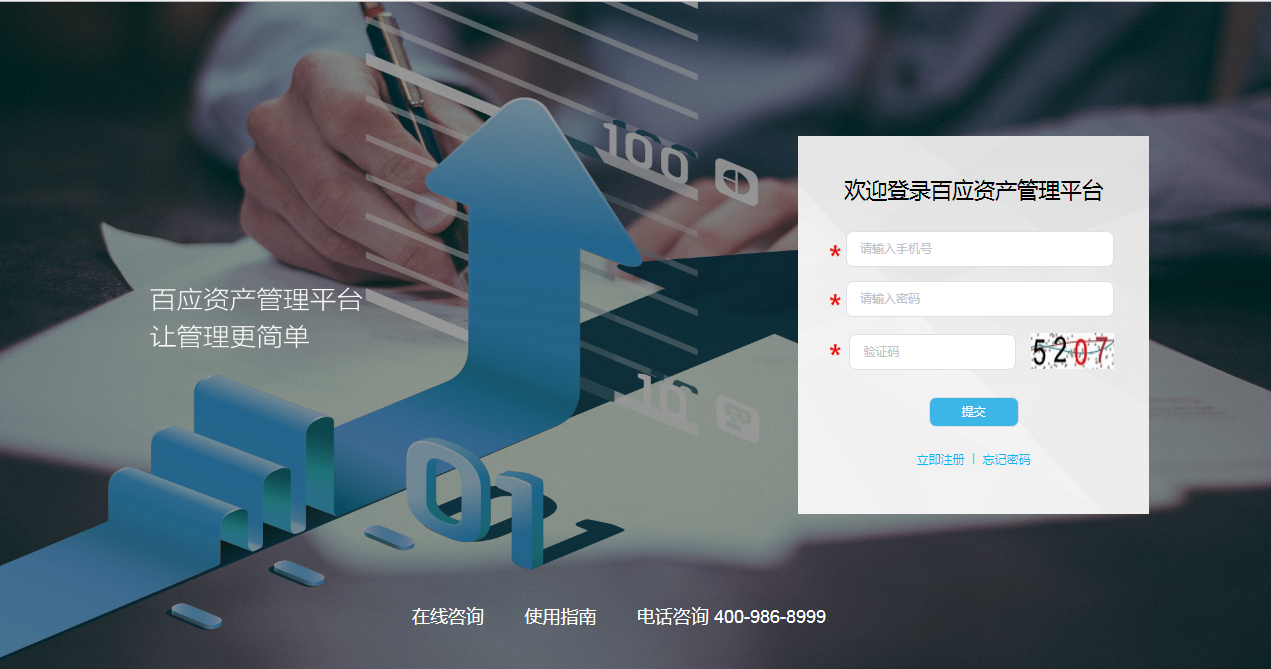 100
欢迎登录百应资产管理平台
* 请输入手机号
百应资产管理平台
让管理更简单
* 请输入密码
* 验证码 5207
10
提交
立即注册 | 忘记密码
01
在线咨询 使用指南 电话咨询 400-986-8999